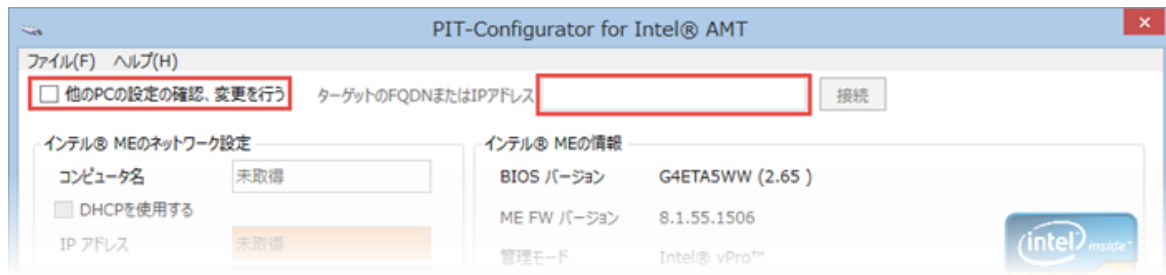 PIT-Configurator for Intel® AMT
ファイル(F) ヘルプ(H)
他のPCの設定の確認、変更を行う ターゲットのFQDNまたはIPアドレス 接続
インテル® MEのネットワーク設定
コンピュータ名 未取得
DHCPを使用する
IP アドレス 未取得
インテル® MEの情報
BIOS バージョン G4ETA5WW (2.65 )
ME FW バージョン 8.1.55.1506
管理モード Intel® vPro™
intel inside™